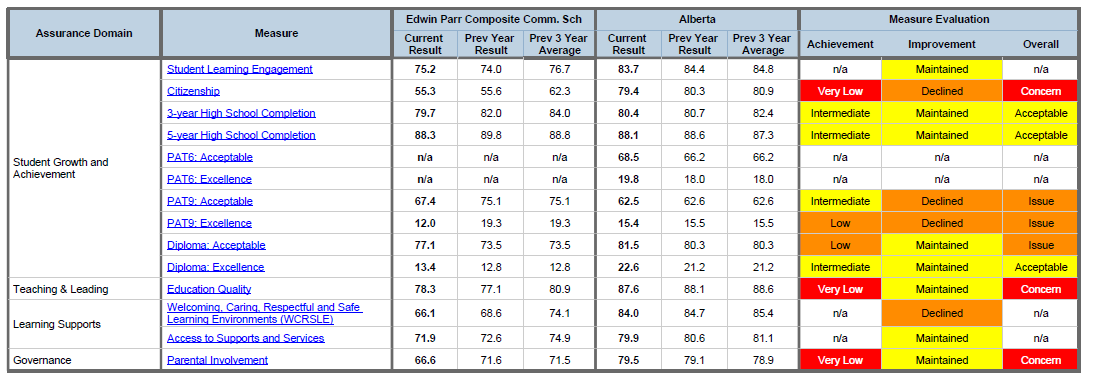 Assurance Domain Measure Edwin Parr Composite Comm. Sch Alberta Measure Evaluation
Current Result Prev Year Result Prev 3 Year Average Current Result Prev Year Result Prev 3 Year Average Achievement Improvement Overall
Student Growth and Achievement
Student Learning Engagement 75.2 74.0 76.7 83.7 84.4 84.8 n/a Maintained n/a
Citizenship 55.3 55.6 62.3 79.4 80.3 80.9 Very Low Declined Concern
3-year High School Completion 79.7 82.0 84.0 80.4 80.7 82.4 Intermediate Maintained Acceptable
5-year High School Completion 88.3 89.8 88.8 88.1 88.6 87.3 Intermediate Maintained Acceptable
PAT6: Acceptable n/a n/a n/a 68.5 66.2 66.2 n/a n/a n/a
PAT6: Excellence n/a n/a n/a 19.8 18.0 18.0 n/a n/a n/a
PAT9: Acceptable 67.4 75.1 75.1 62.5 62.6 62.6 Intermediate Declined Issue
PAT9: Excellence 12.0 19.3 19.3 15.4 15.5 15.5 Low Declined Issue
Diploma: Acceptable 77.1 73.5 73.5 81.5 80.3 80.3 Low Maintained Issue
Diploma: Excellence 13.4 12.8 12.8 22.6 21.2 21.2 Intermediate Maintained Acceptable
Teaching & Leading Education Quality 78.3 77.1 80.9 87.6 88.1 88.6 Very Low Maintained Concern
Learning Supports
Welcoming, Caring, Respectful and Safe
Learning Environments (WCRSLE) 66.1 68.6 74.1 84.0 84.7 85.4 n/a Declined n/a
Access to Supports and Services 71.9 72.6 74.9 79.9 80.6 81.1 n/a Maintained n/a
Governance Parental Involvement 66.6 71.6 71.5 79.5 79.1 78.9 Very Low Maintained Concern